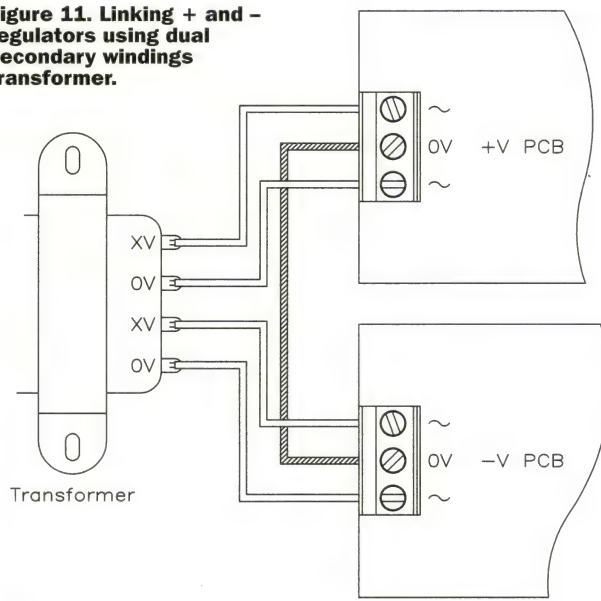 igure 11. Linking + and –
egulators using dual
econdary windings
ransformer.
~
0V +V PCB
~
XV
0V
XV
0V
~
0V –V PCB
~
Transformer